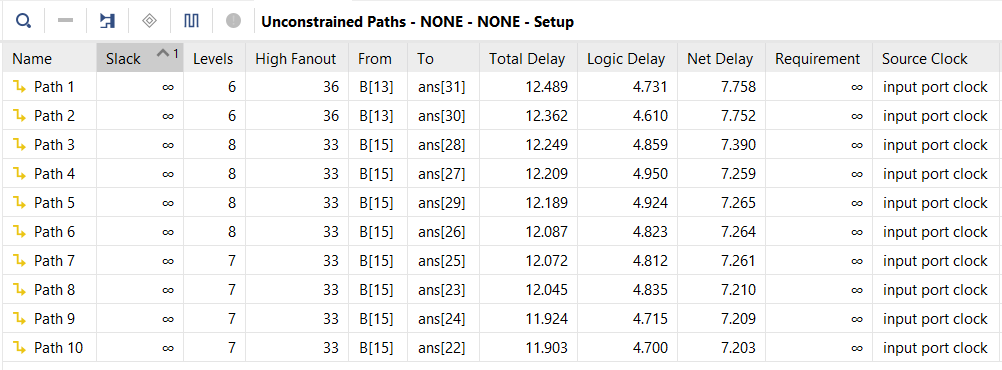 Unconstrained Paths - NONE - NONE - Setup
Name Slack 1 Levels High Fanout From To Total Delay Logic Delay Net Delay Requirement Source Clock
Path 1 ∞ 6 36 B[13] ans[31] 12.489 4.731 7.758 ∞ input port clock
Path 2 ∞ 6 36 B[13] ans[30] 12.362 4.610 7.752 ∞ input port clock
Path 3 ∞ 8 33 B[15] ans[28] 12.249 4.859 7.390 ∞ input port clock
Path 4 ∞ 8 33 B[15] ans[27] 12.209 4.950 7.259 ∞ input port clock
Path 5 ∞ 8 33 B[15] ans[29] 12.189 4.924 7.265 ∞ input port clock
Path 6 ∞ 8 33 B[15] ans[26] 12.087 4.823 7.264 ∞ input port clock
Path 7 ∞ 7 33 B[15] ans[25] 12.072 4.812 7.261 ∞ input port clock
Path 8 ∞ 7 33 B[15] ans[23] 12.045 4.835 7.210 ∞ input port clock
Path 9 ∞ 7 33 B[15] ans[24] 11.924 4.715 7.209 ∞ input port clock
Path 10 ∞ 7 33 B[15] ans[22] 11.903 4.700 7.203 ∞ input port clock